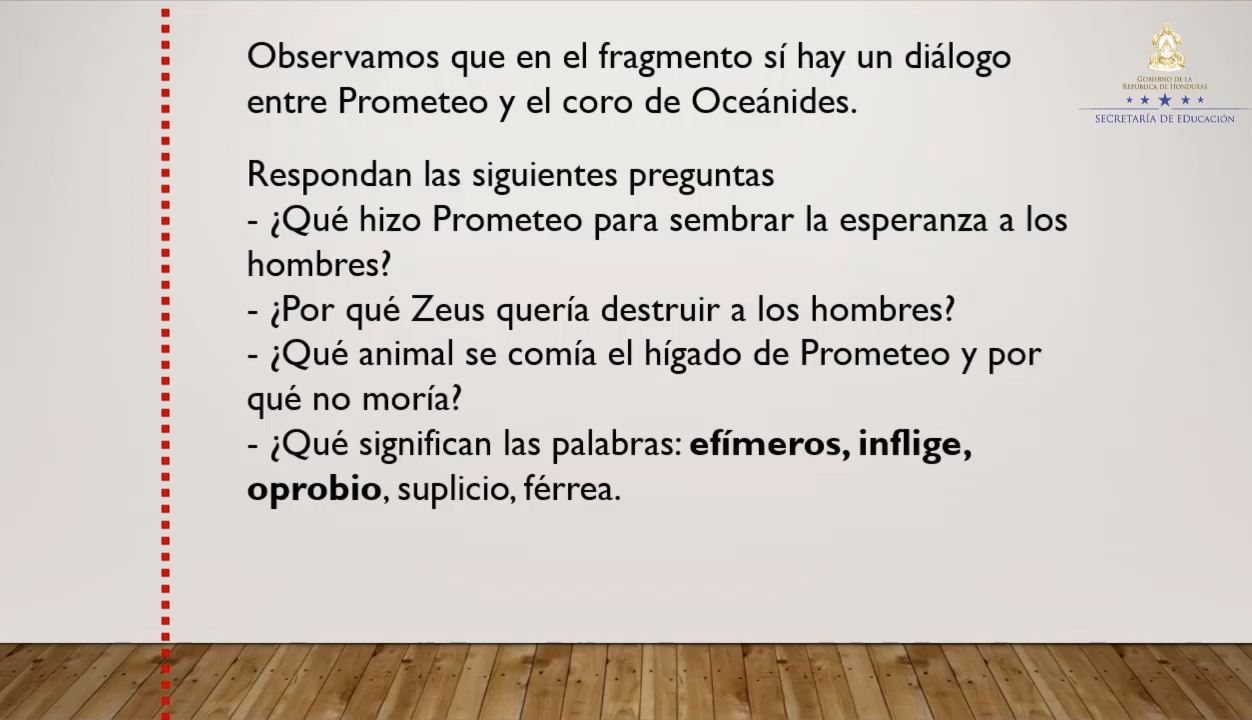 Observamos que en el fragmento sí hay un diálogo
entre Prometeo y el coro de Oceánides.
Respondan las siguientes preguntas
- ¿Qué hizo Prometeo para sembrar la esperanza a los
hombres?
- ¿Por qué Zeus quería destruir a los hombres?
- ¿Qué animal se comía el hígado de Prometeo y por
qué no moría?
- ¿Qué significan las palabras: efímeros, inflige,
oprobio, suplicio, férrea.
GOBIERNO DE LA
REPÚBLICA DE HONDURAS
SECRETARÍA DE EDUCACIÓN